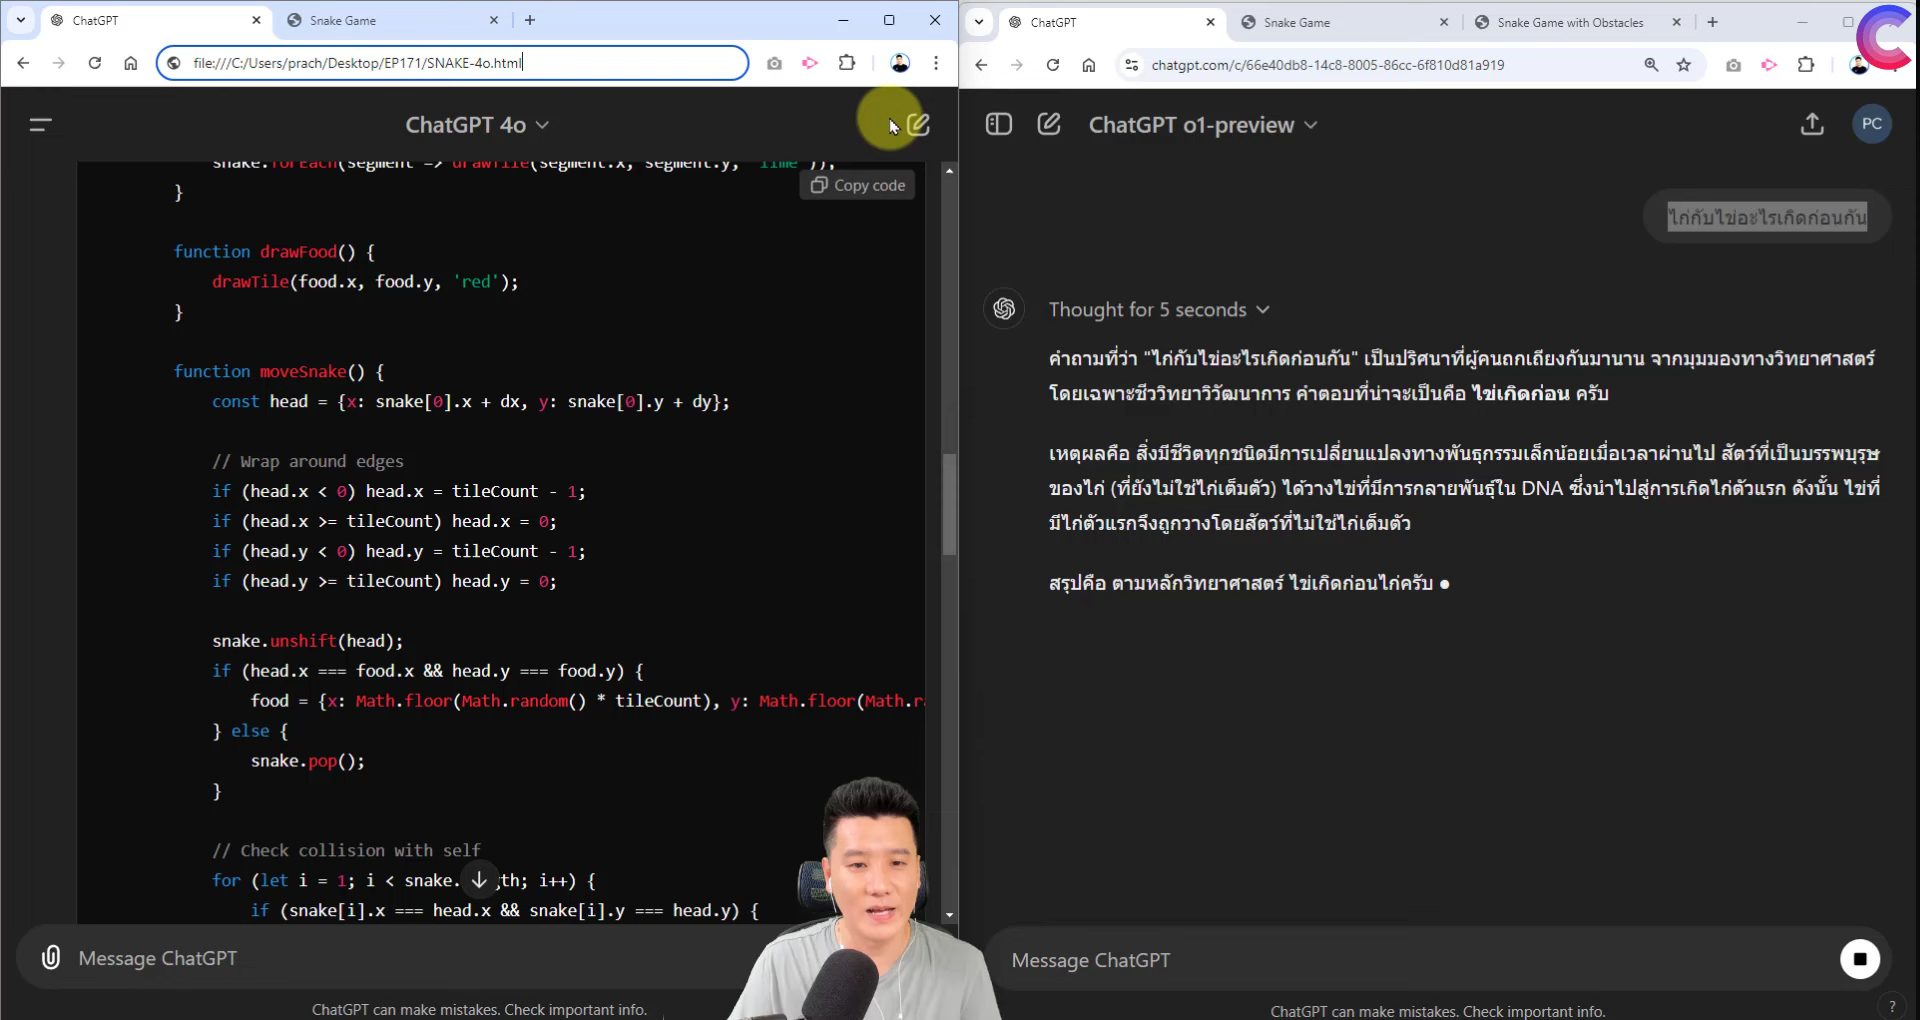 ChatGPT
Snake Game
file:///C:/Users/prach/Desktop/EP171/SNAKE-4o.html
ChatGPT 4o
snake.forEach(segment => drawTile(segment.x, segment.y, 'lime'));
Copy code
}
function drawFood() {
drawTile(food.x, food.y, 'red');
}
function moveSnake() {
const head = {x: snake[0].x + dx, y: snake[0].y + dy};
// Wrap around edges
if (head.x < 0) head.x = tileCount - 1;
if (head.x >= tileCount) head.x = 0;
if (head.y < 0) head.y = tileCount - 1;
if (head.y >= tileCount) head.y = 0;
snake.unshift(head);
if (head.x === food.x && head.y === food.y) {
food = {x: Math.floor(Math.random() * tileCount), y: Math.floor(Math.r
} else {
snake.pop();
}
// Check collision with self
for (let i = 1; i < snake. gth; i++) {
if (snake[i].x === head.x && snake[i].y === head.y) {
Message ChatGPT
ChatGPT can make mistakes. Check important info.
ChatGPT
Snake Game
Snake Game with Obstacles
chatgpt.com/c/66e40db8-14c8-8005-86cc-6f810d81a919
ChatGPT o1-preview
PC
ไก่กับไข่อะไรเกิดก่อนกัน
Thought for 5 seconds
คำถามที่ว่า "ไก่กับไข่อะไรเกิดก่อนกัน" เป็นปริศนาที่ผู้คนถกเถียงกันมานาน จากมุมมองทางวิทยาศาสตร์
โดยเฉพาะชีววิทยาวิวัฒนาการ คำตอบที่น่าจะเป็นคือ ไข่เกิดก่อน ครับ
เหตุผลคือ สิ่งมีชีวิตทุกชนิดมีการเปลี่ยนแปลงทางพันธุกรรมเล็กน้อยเมื่อเวลาผ่านไป สัตว์ที่เป็นบรรพบุรุษ
ของไก่ (ที่ยังไม่ใช่ไก่เต็มตัว) ได้วางไข่ที่มีการกลายพันธุ์ใน DNA ซึ่งนำไปสู่การเกิดไก่ตัวแรก ดังนั้น ไข่ที่
มีไก่ตัวแรกจึงถูกวางโดยสัตว์ที่ไม่ใช่ไก่เต็มตัว
สรุปคือ ตามหลักวิทยาศาสตร์ ไข่เกิดก่อนไก่ครับ
Message ChatGPT
ChatGPT can make mistakes. Check important info.
?